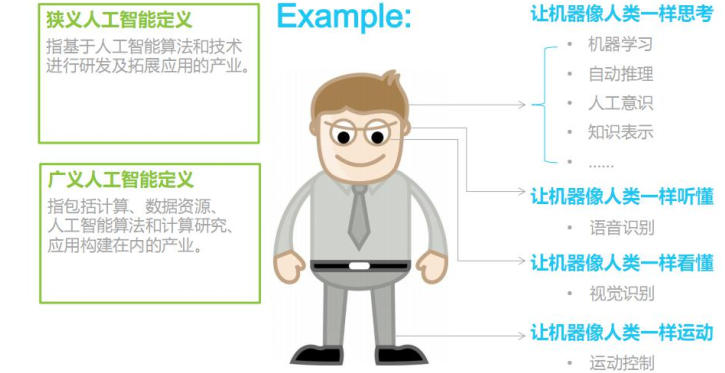 狭义人工智能定义
指基于人工智能算法和技术
进行研发及拓展应用的产业。
广义人工智能定义
指包括计算、数据资源、
人工智能算法和计算研究、
应用构建在内的产业。
Example:
让机器像人类一样思考
• 机器学习
• 自动推理
• 人工意识
• 知识表示
• ......
让机器像人类一样听懂
• 语音识别
让机器像人类一样看懂
• 视觉识别
让机器像人类一样运动
• 运动控制